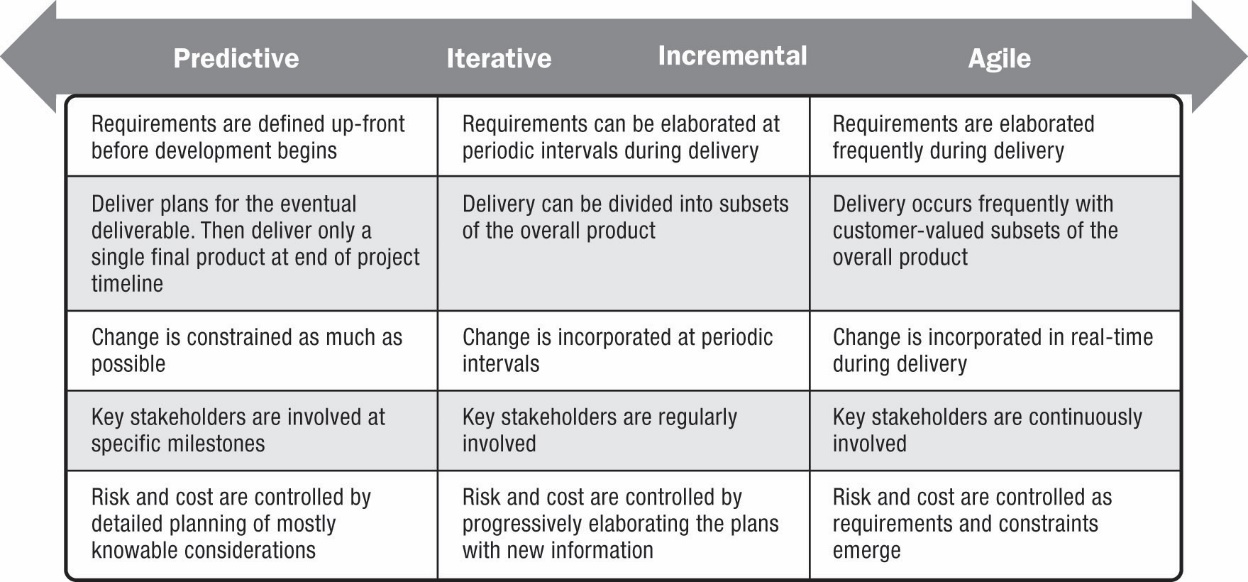 Predictive Iterative Incremental Agile
Requirements are defined up-front
before development begins
Requirements can be elaborated at
periodic intervals during delivery
Requirements are elaborated
frequently during delivery
Deliver plans for the eventual
deliverable. Then deliver only a
single final product at end of project
timeline
Delivery can be divided into subsets
of the overall product
Delivery occurs frequently with
customer-valued subsets of the
overall product
Change is constrained as much as
possible
Change is incorporated at periodic
intervals
Change is incorporated in real-time
during delivery
Key stakeholders are involved at
specific milestones
Key stakeholders are regularly
involved
Key stakeholders are continuously
involved
Risk and cost are controlled by
detailed planning of mostly
knowable considerations
Risk and cost are controlled by
progressively elaborating the plans
with new information
Risk and cost are controlled as
requirements and constraints
emerge